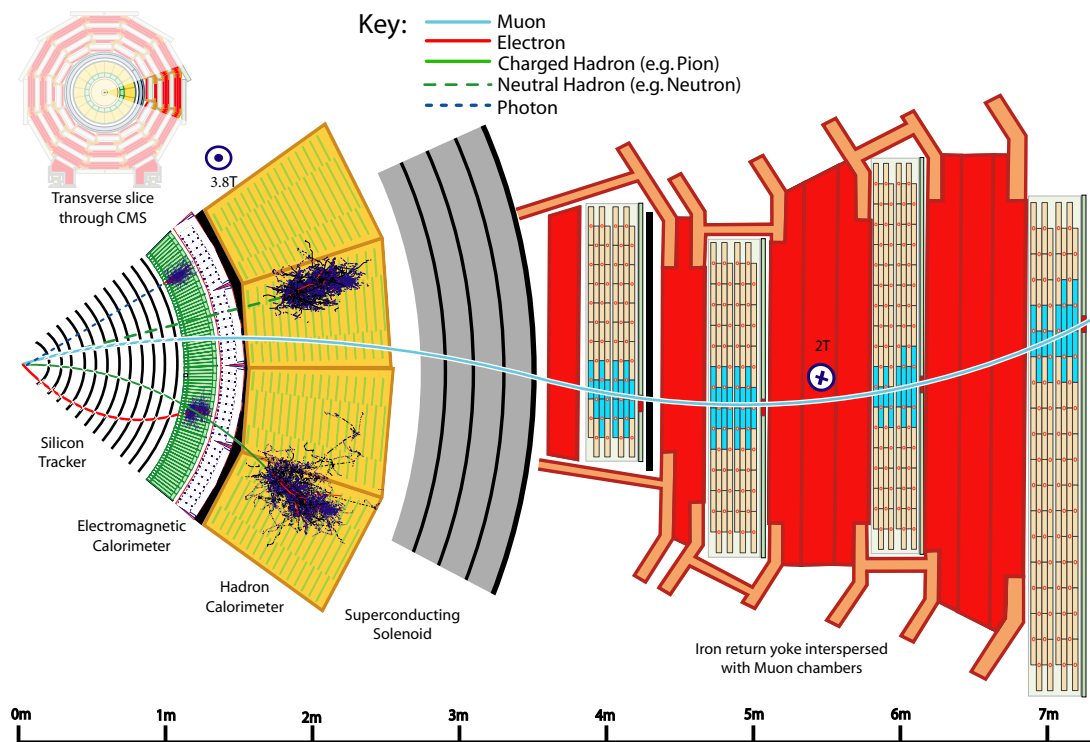 Key:
Muon
Electron
Charged Hadron (e.g. Pion)
Neutral Hadron (e.g. Neutron)
Photon
Transverse slice
through CMS
3.8T
2T
Silicon
Tracker
Electromagnetic
Calorimeter
Hadron
Calorimeter
Superconducting
Solenoid
Iron return yoke interspersed
with Muon chambers
0m 1m 2m 3m 4m 5m 6m 7m